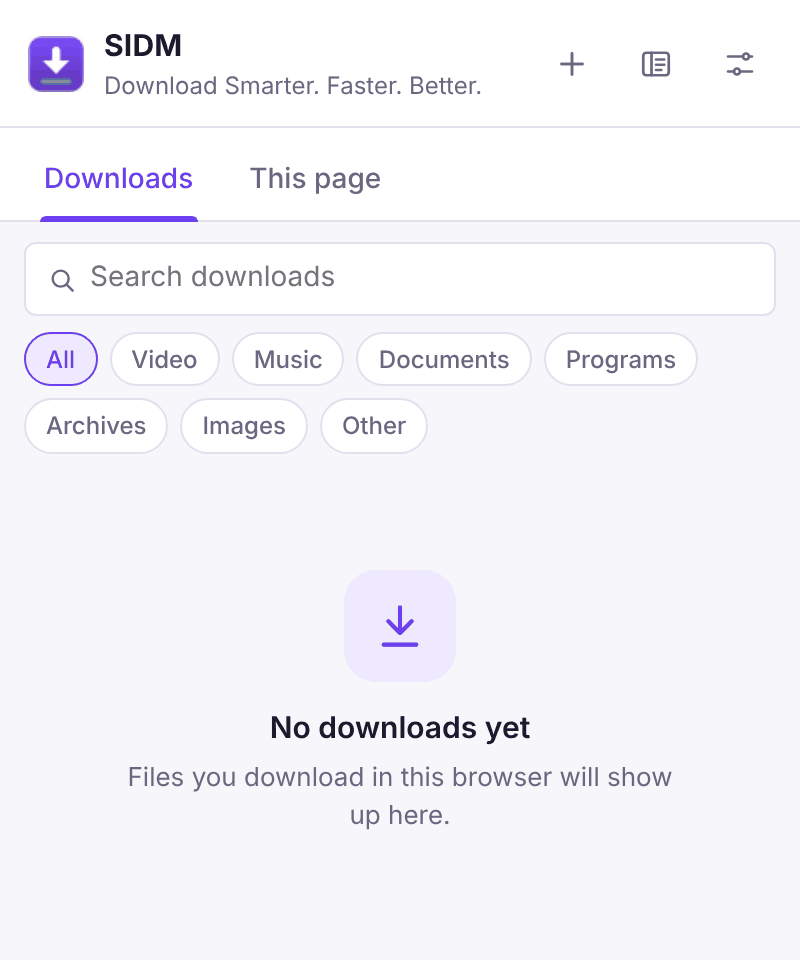 SIDM
Download Smarter. Faster. Better.
Downloads
This page
Search downloads
All
Video
Music
Documents
Programs
Archives
Images
Other
No downloads yet
Files you download in this browser will show
up here.